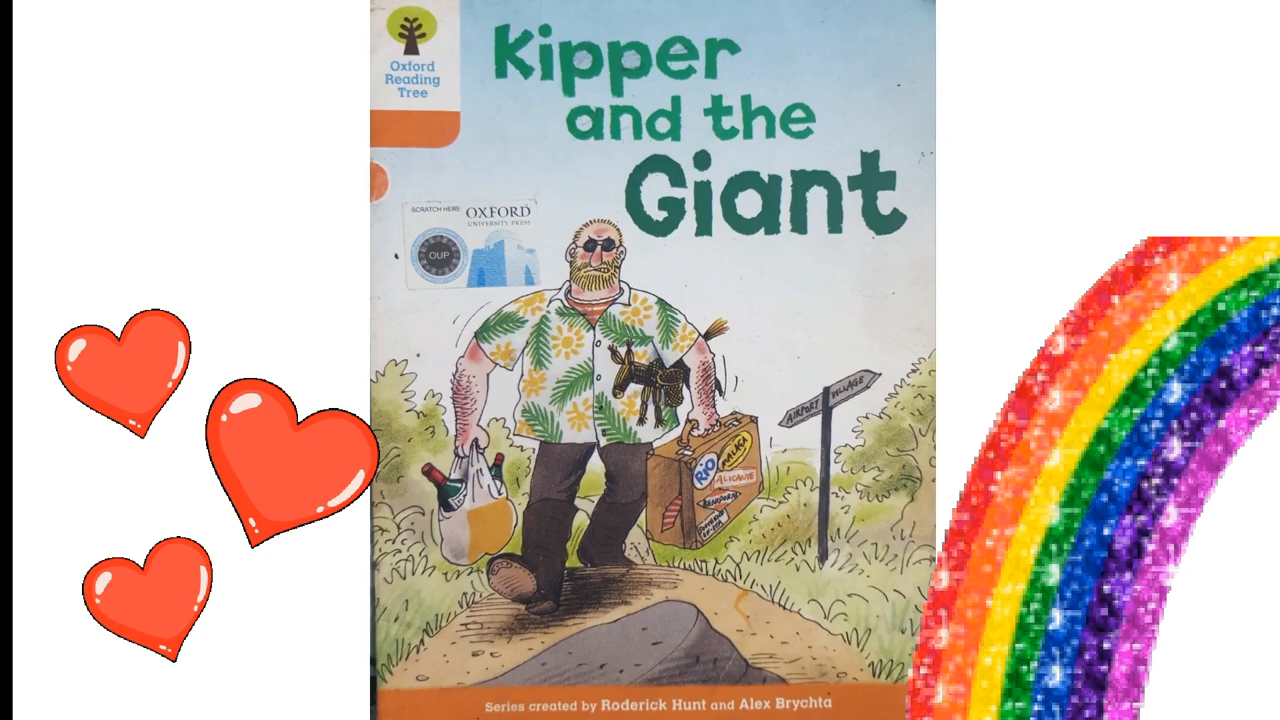 Oxford
Reading
Tree
Kipper
and the
Giant
SCRATCH HERE
OXFORD
UNIVERSITY PRESS
OUP
AIRPORT
VILLAGE
RIO
MALAGA
ALICANTE
BENIDORM
Series created by Roderick Hunt and Alex Brychta